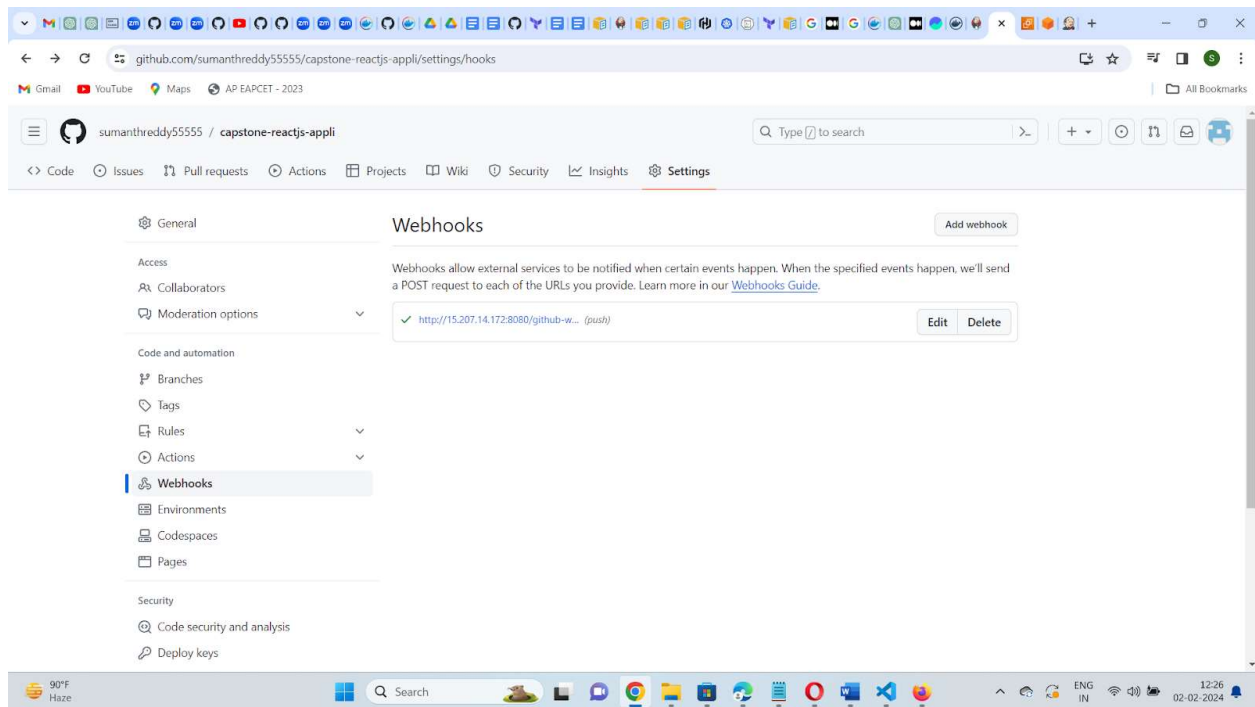 github.com/sumanthreddy55555/capstone-reactjs-appli/settings/hooks
S
Gmail YouTube Maps AP EAPCET - 2023 All Bookmarks
sumanthreddy55555 / capstone-reactjs-appli Type / to search
Code Issues Pull requests Actions Projects Wiki Security Insights Settings
General
Access
Collaborators
Moderation options
Code and automation
Branches
Tags
Rules
Actions
Webhooks
Environments
Codespaces
Pages
Security
Code security and analysis
Deploy keys
Webhooks Add webhook
Webhooks allow external services to be notified when certain events happen. When the specified events happen, we'll send
a POST request to each of the URLs you provide. Learn more in our Webhooks Guide.
http://15.207.14.172:8080/github-w... (push) Edit Delete
90°F
Haze
Search
ENG
IN
12:26
02-02-2024